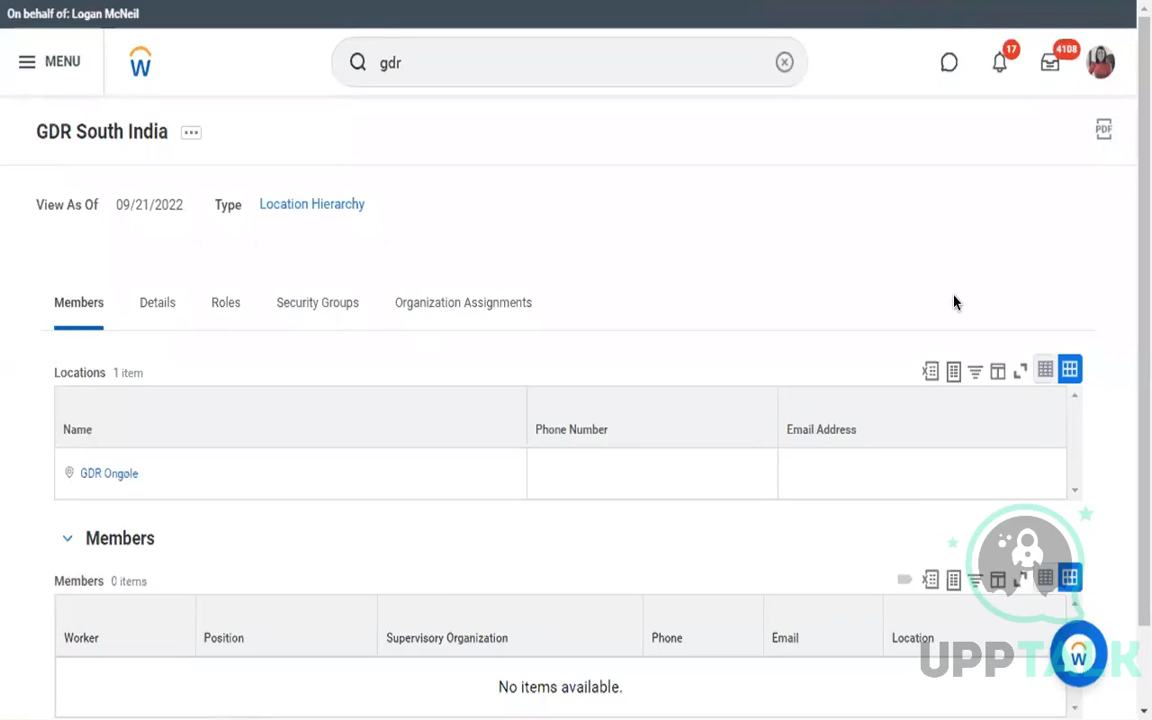 On behalf of: Logan McNeil
MENU
gdr
17
4108
GDR South India
PDF
View As Of 09/21/2022 Type Location Hierarchy
Members Details Roles Security Groups Organization Assignments
Locations 1 item
Name Phone Number Email Address
GDR Ongole
Members
Members 0 items
Worker Position Supervisory Organization Phone Email Location
UPPTALK
No items available.